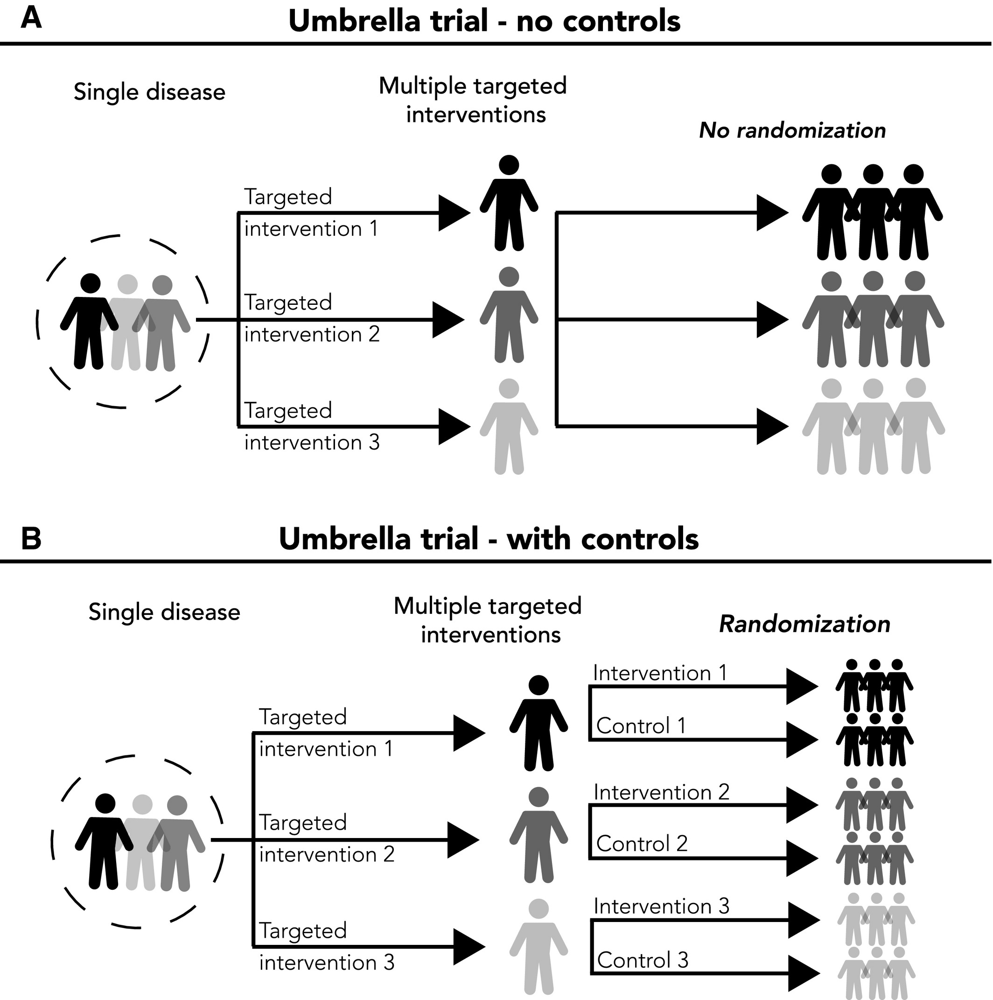 A
Umbrella trial - no controls
Single disease
Multiple targeted
interventions
No randomization
Targeted
intervention 1
Targeted
intervention 2
Targeted
intervention 3
B
Umbrella trial - with controls
Single disease
Multiple targeted
interventions
Randomization
Targeted
intervention 1
Targeted
intervention 2
Targeted
intervention 3
Intervention 1
Control 1
Intervention 2
Control 2
Intervention 3
Control 3